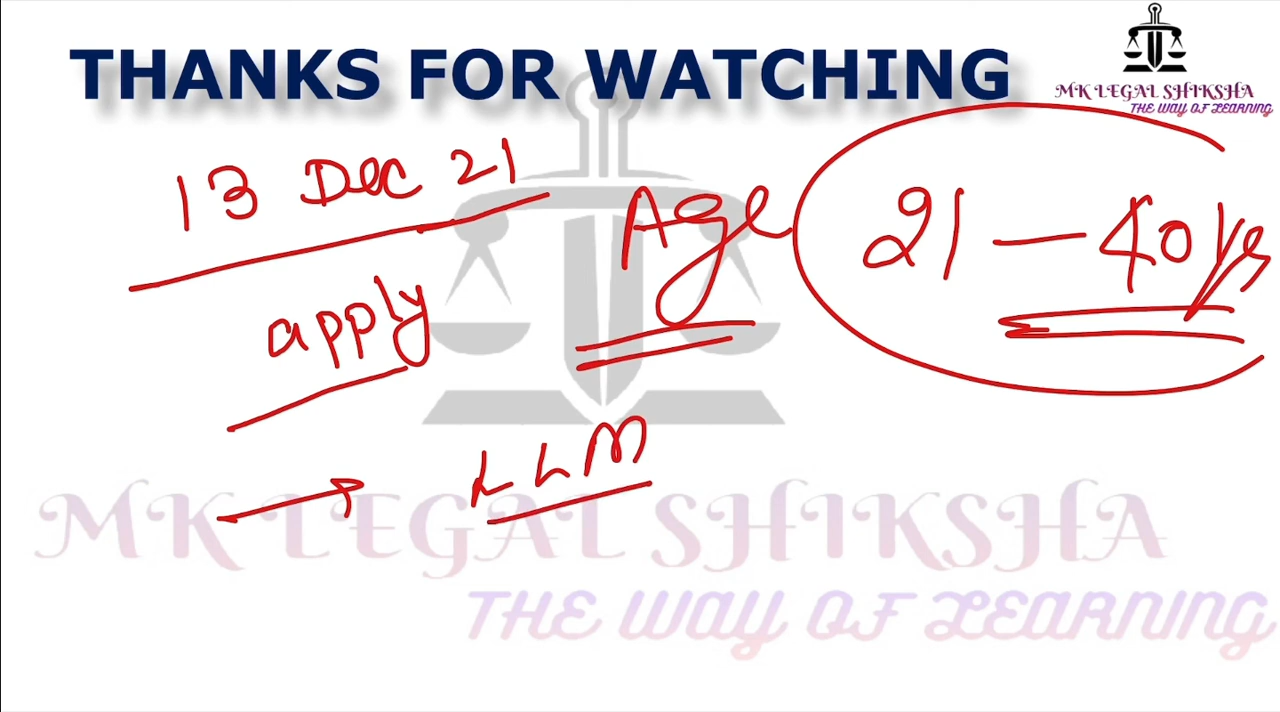 THANKS FOR WATCHING
MK LEGAL SHIKSHA
THE WAY OF LEARNING
13 Dec 21
Age 21 — 40 yrs
apply
→ LLM
MK LEGAL SHIKSHA
THE WAY OF LEARNING